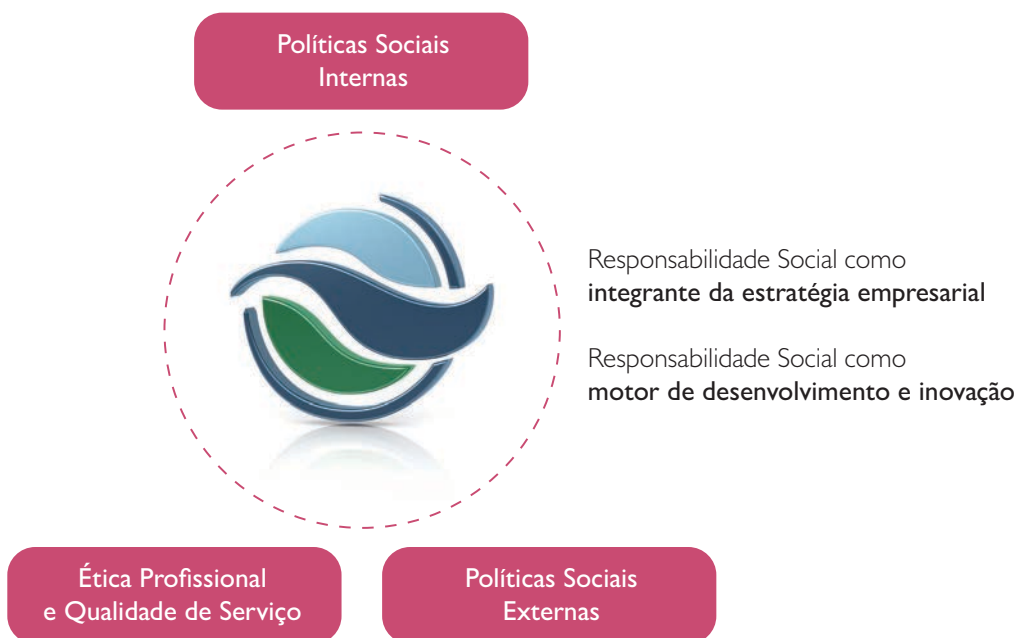 Políticas Sociais
Internas
Responsabilidade Social como
integrante da estratégia empresarial
Responsabilidade Social como
motor de desenvolvimento e inovação
Ética Profissional
e Qualidade de Serviço
Políticas Sociais
Externas